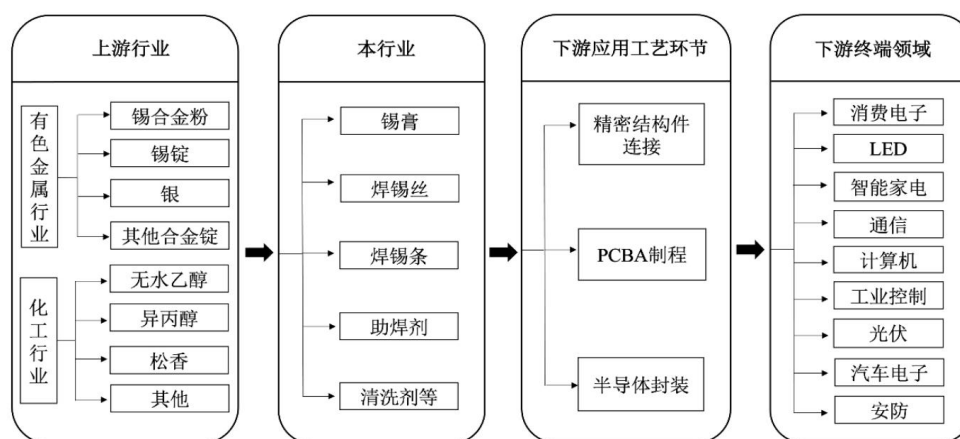 上游行业
有色金属行业
锡合金粉
锡锭
银
其他合金锭
化工行业
无水乙醇
异丙醇
松香
其他
本行业
锡膏
焊锡丝
焊锡条
助焊剂
清洗剂等
下游应用工艺环节
精密结构件
连接
PCBA制程
半导体封装
下游终端领域
消费电子
LED
智能家电
通信
计算机
工业控制
光伏
汽车电子
安防